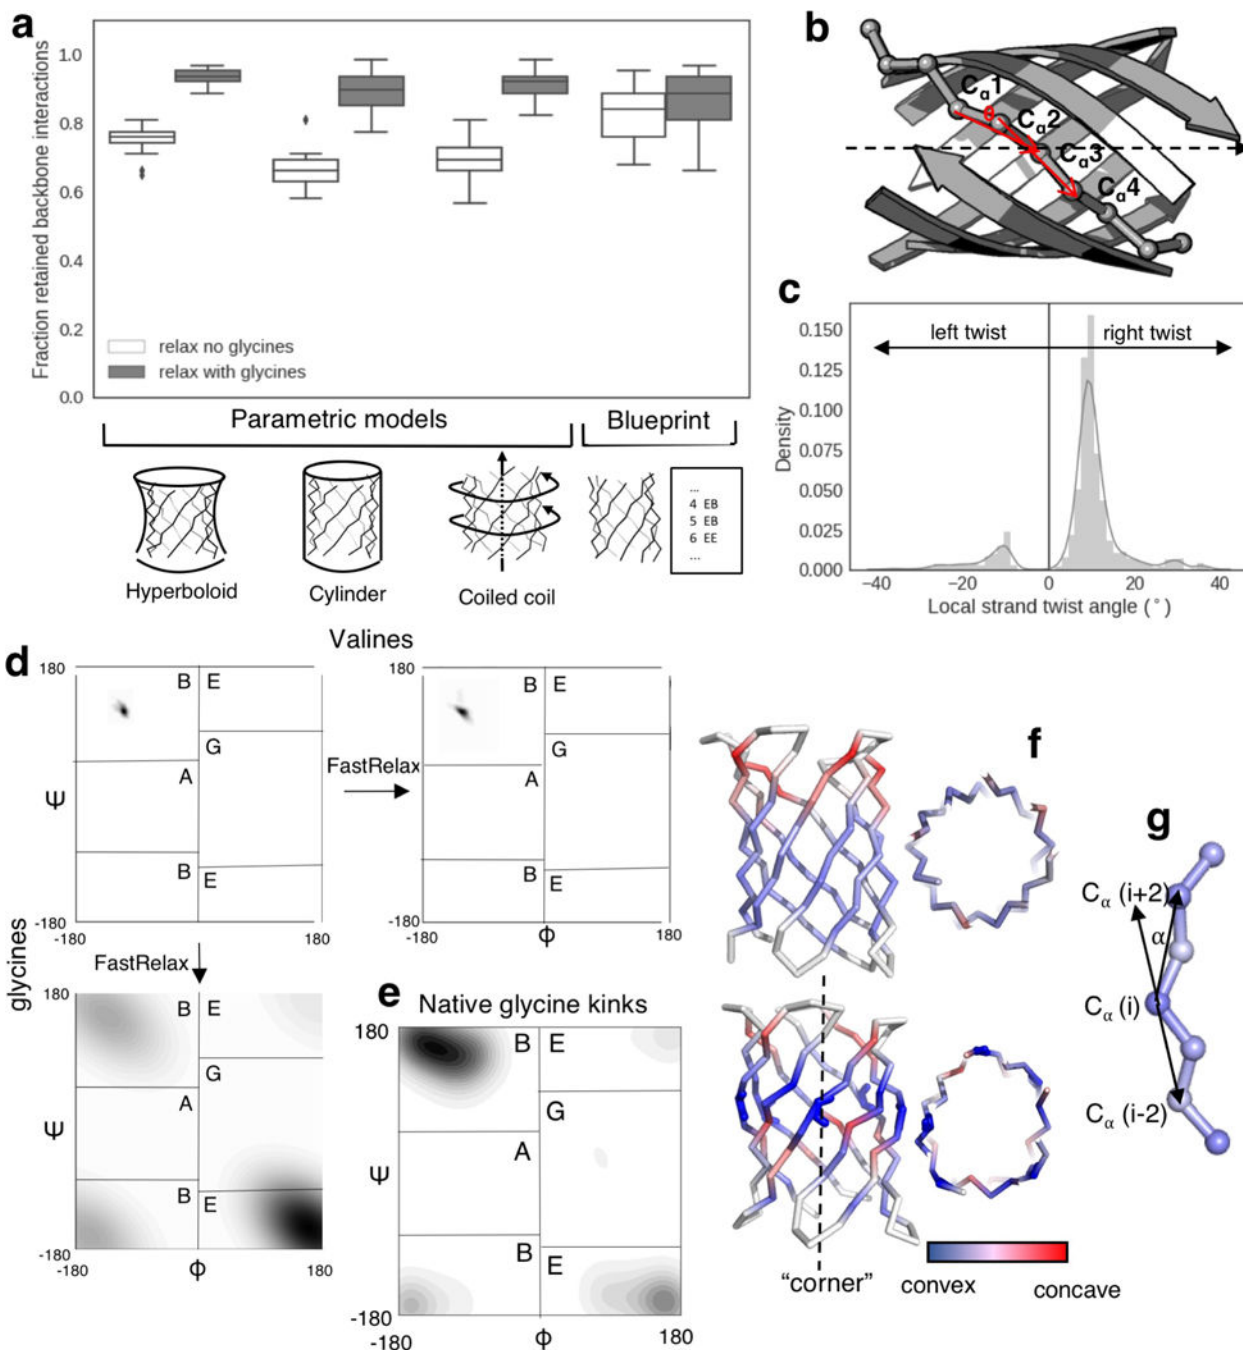 a
Fraction retained backbone interactions
1.0
0.8
0.6
0.4
0.2
0.0
relax no glycines
relax with glycines
Parametric models
Blueprint
...
4 EB
5 EB
6 EE
...
Hyperboloid
Cylinder
Coiled coil
b
Cα1
θ
Cα2
Cα3
Cα4
c
left twist
right twist
Density
0.150
0.125
0.100
0.075
0.050
0.025
0.000
−40
−20
0
20
40
Local strand twist angle (°)
d
Valines
180
B
E
G
A
Ψ
B
E
-180
-180
180
FastRelax
180
B
E
G
A
B
E
-180
-180
Φ
180
glycines
FastRelax
180
B
E
G
A
Ψ
B
E
-180
-180
Φ
180
e
Native glycine kinks
180
B
E
G
A
Ψ
B
E
-180
-180
Φ
180
f
"corner"
convex
concave
g
Cα (i+2)
α
Cα (i)
Cα (i-2)